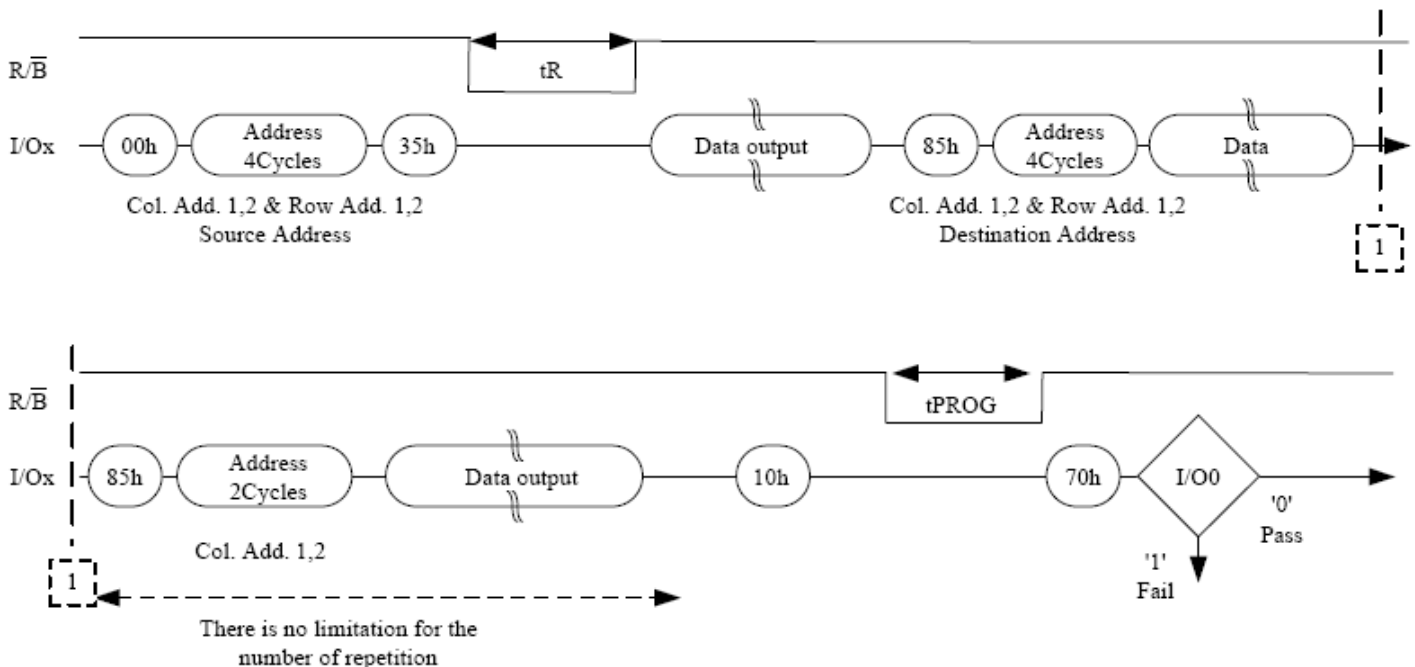 R/B̅
tR
I/Ox
00h
Address
4Cycles
35h
Data output
85h
Address
4Cycles
Data
Col. Add. 1,2 & Row Add. 1,2
Source Address
Col. Add. 1,2 & Row Add. 1,2
Destination Address
1
R/B̅
tPROG
I/Ox
85h
Address
2Cycles
Data output
10h
70h
I/O0
'0'
Pass
Col. Add. 1,2
'1'
Fail
1
There is no limitation for the
number of repetition